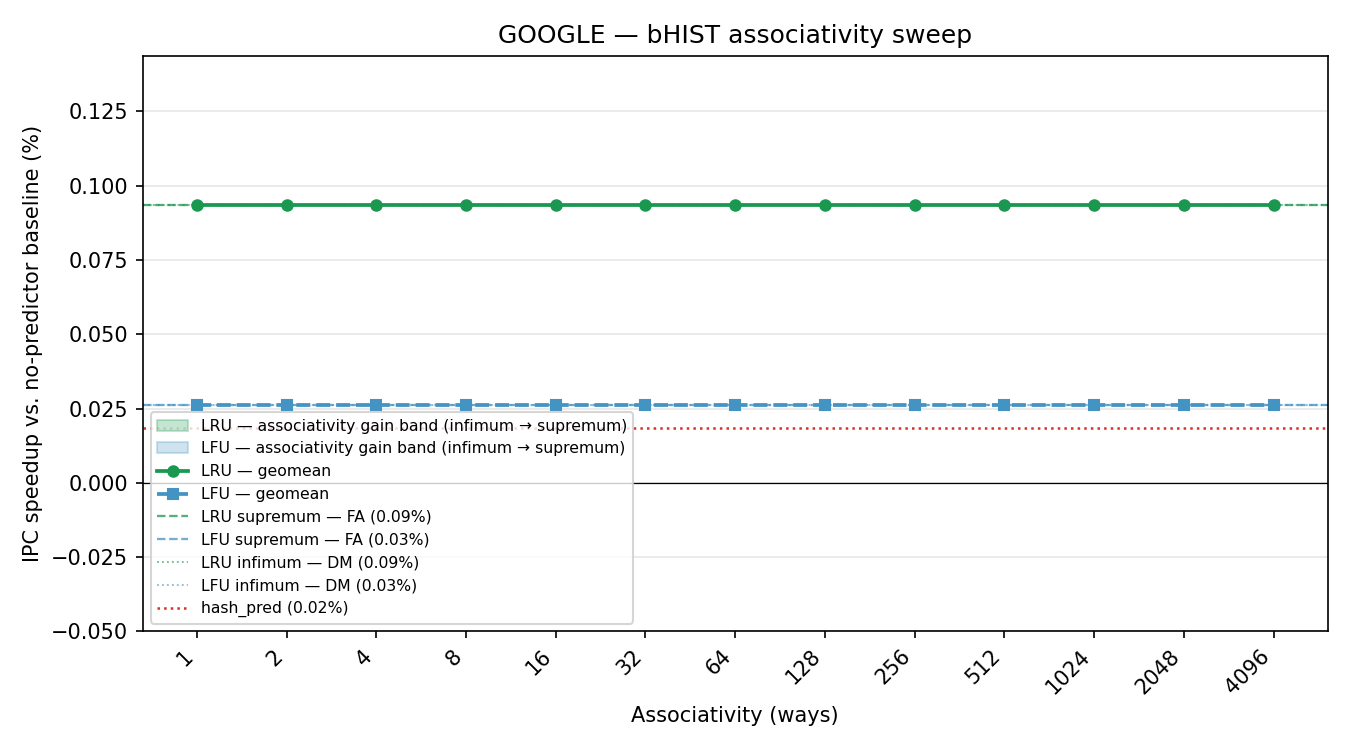 GOOGLE — bHIST associativity sweep
IPC speedup vs. no-predictor baseline (%)
0.125
0.100
0.075
0.050
0.025
0.000
−0.025
−0.050
LRU — associativity gain band (infimum → supremum)
LFU — associativity gain band (infimum → supremum)
LRU — geomean
LFU — geomean
LRU supremum — FA (0.09%)
LFU supremum — FA (0.03%)
LRU infimum — DM (0.09%)
LFU infimum — DM (0.03%)
hash_pred (0.02%)
1 2 4 8 16 32 64 128 256 512 1024 2048 4096
Associativity (ways)